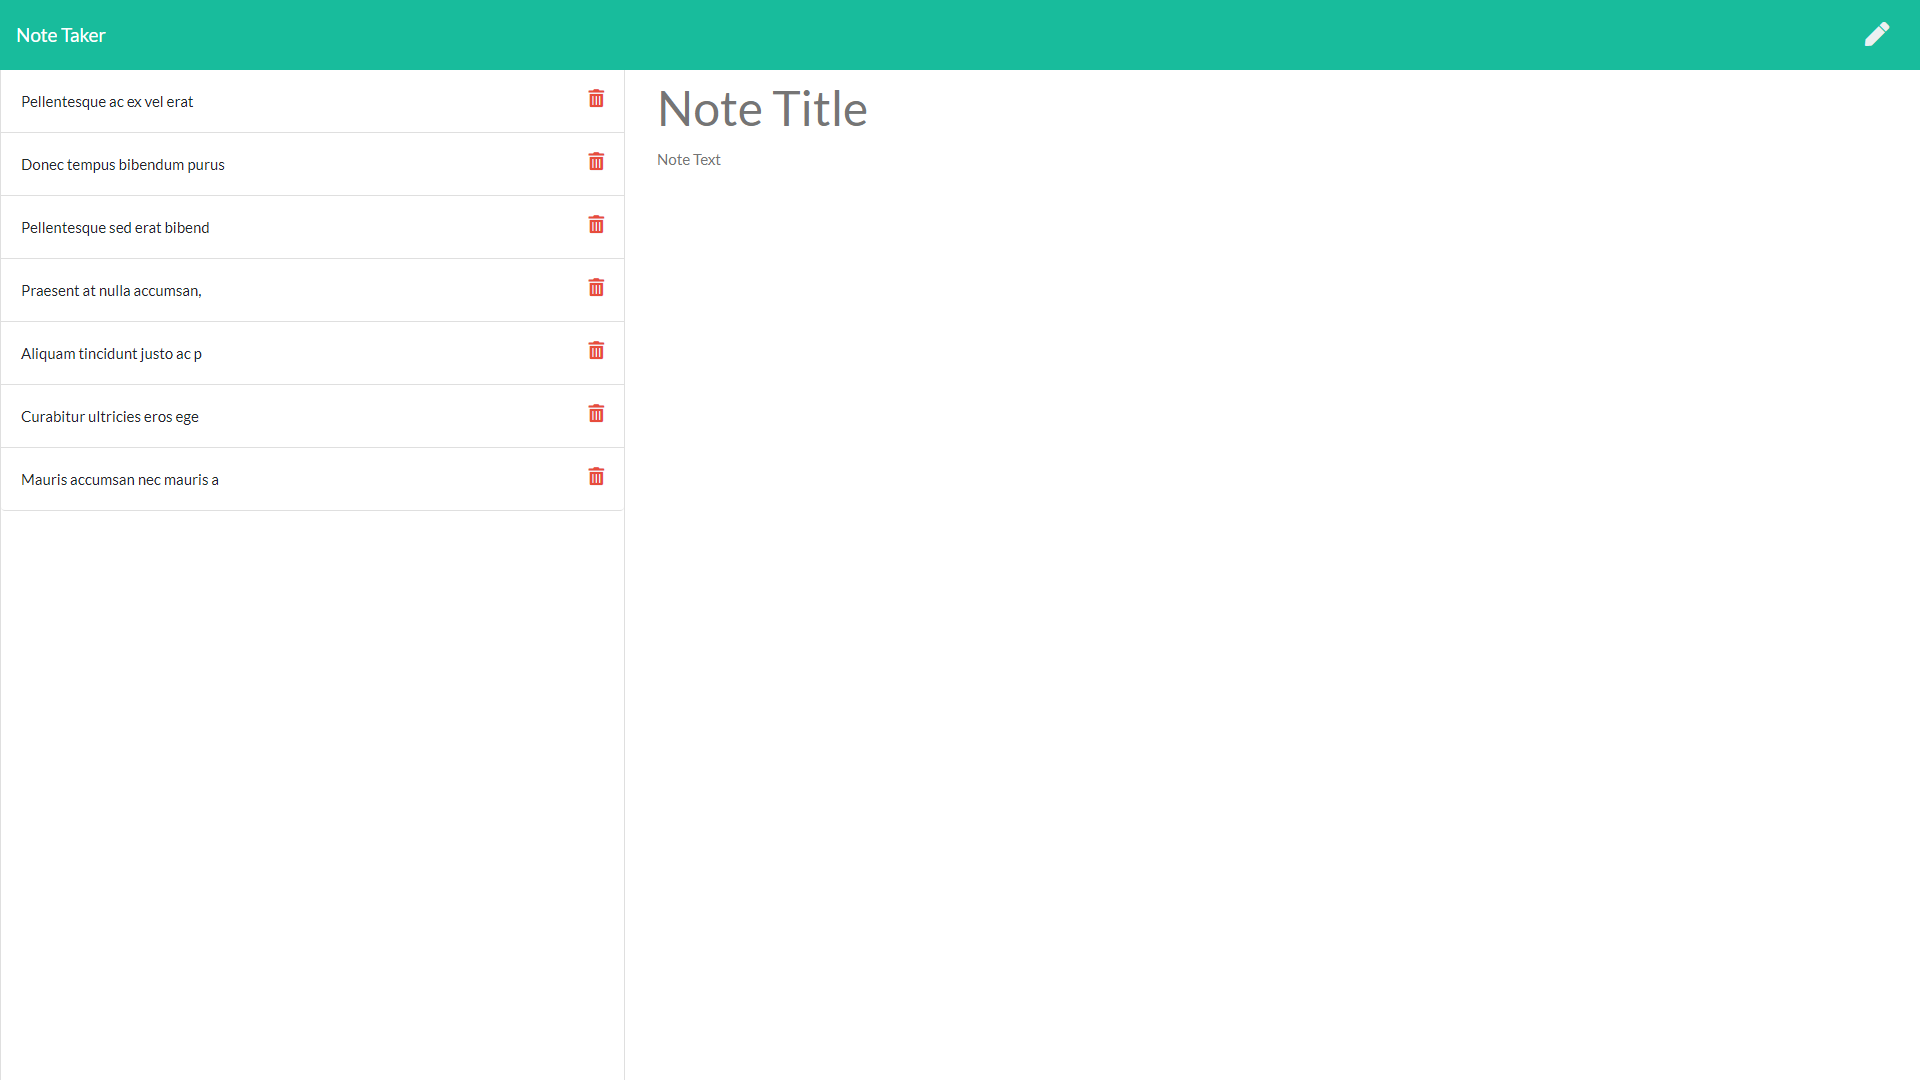 Note Taker
Pellentesque ac ex vel erat
Donec tempus bibendum purus
Pellentesque sed erat bibend
Praesent at nulla accumsan,
Aliquam tincidunt justo ac p
Curabitur ultricies eros ege
Mauris accumsan nec mauris a
Note Title
Note Text